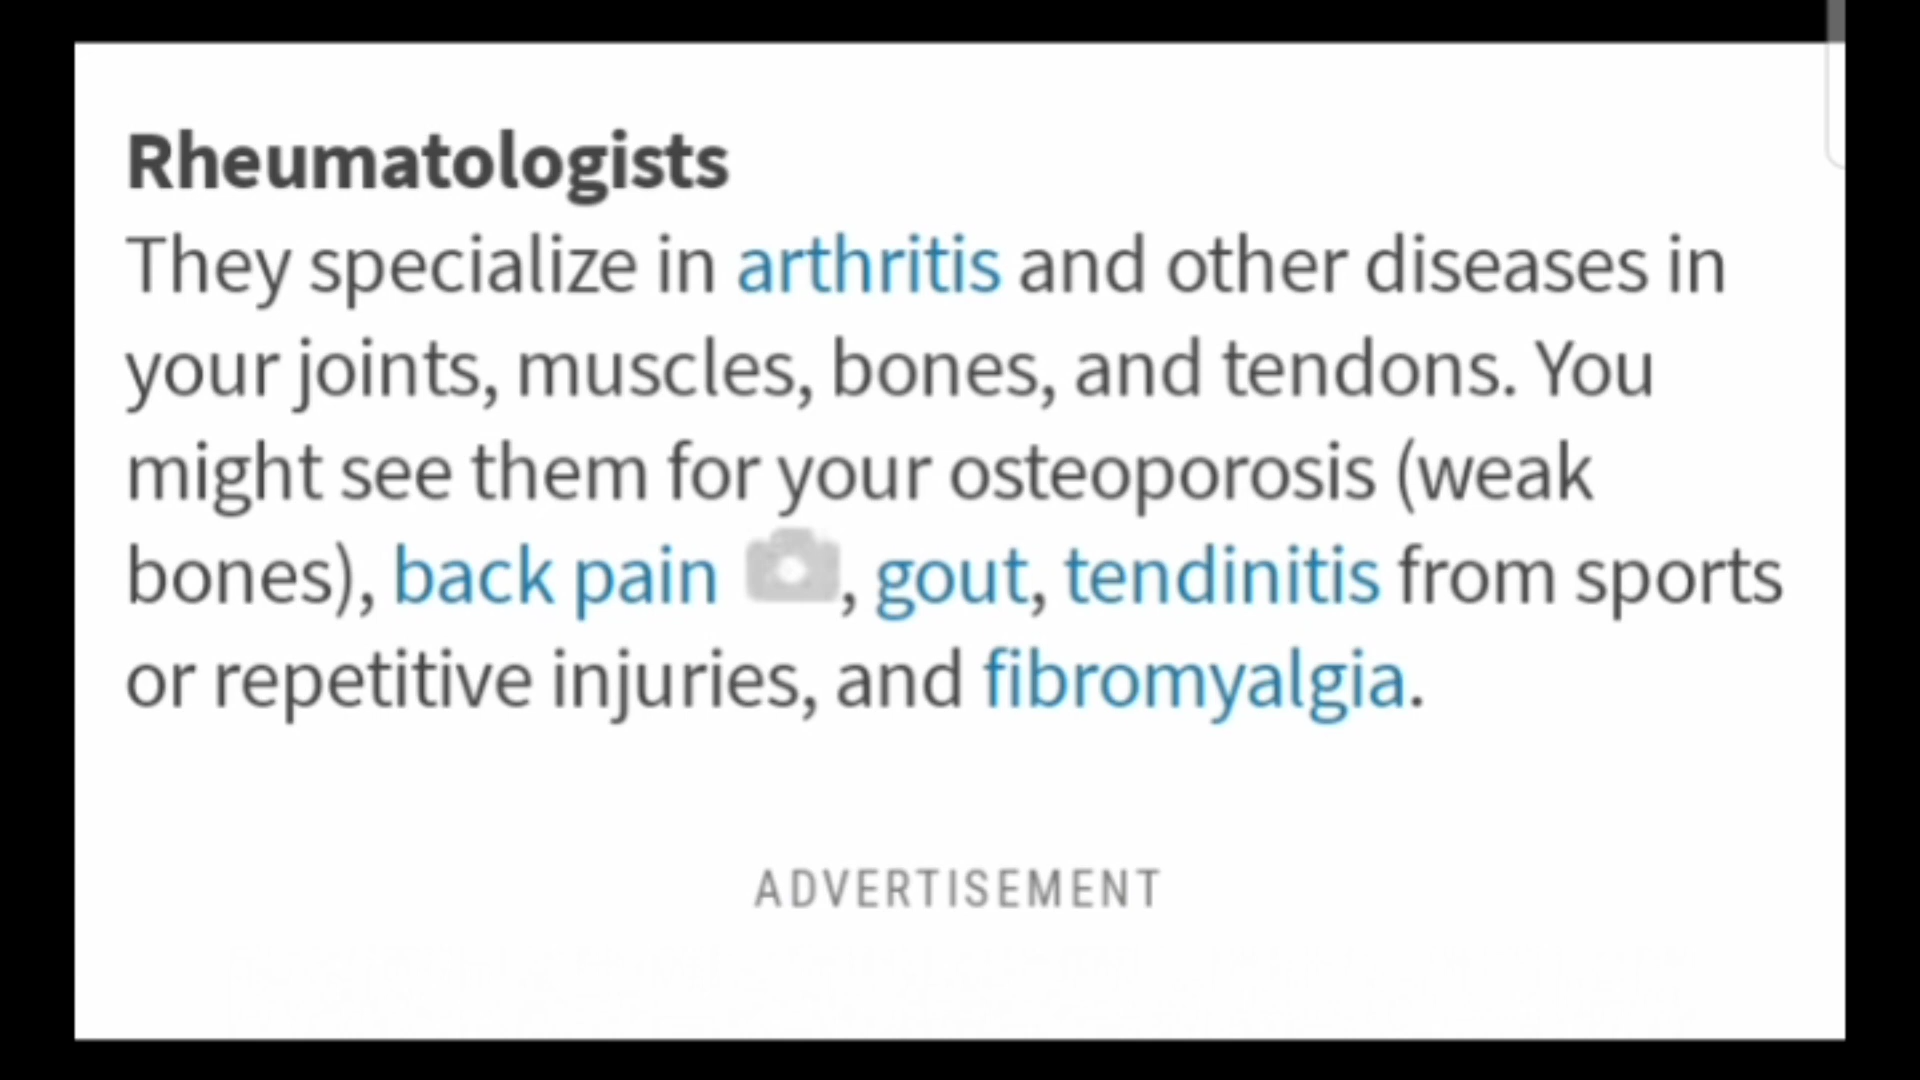 Rheumatologists
They specialize in arthritis and other diseases in
your joints, muscles, bones, and tendons. You
might see them for your osteoporosis (weak
bones), back pain , gout, tendinitis from sports
or repetitive injuries, and fibromyalgia.
ADVERTISEMENT